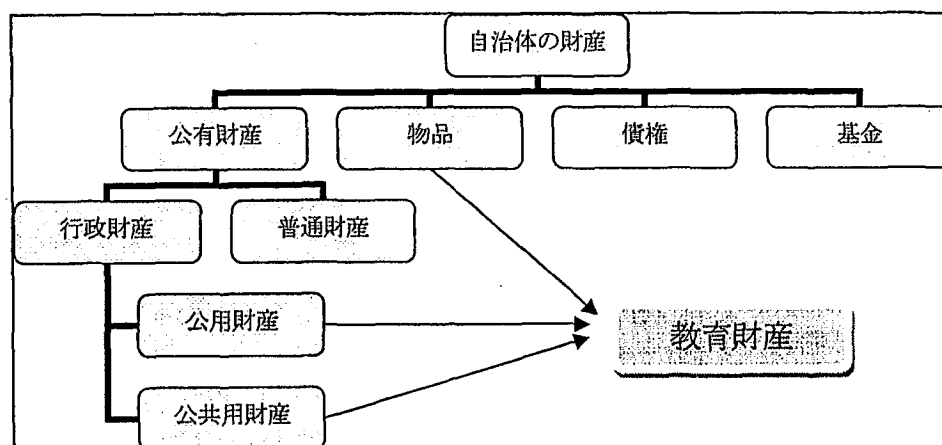 自治体の財産
公有財産
物品
債権
基金
行政財産
普通財産
公用財産
教育財産
公共用財産